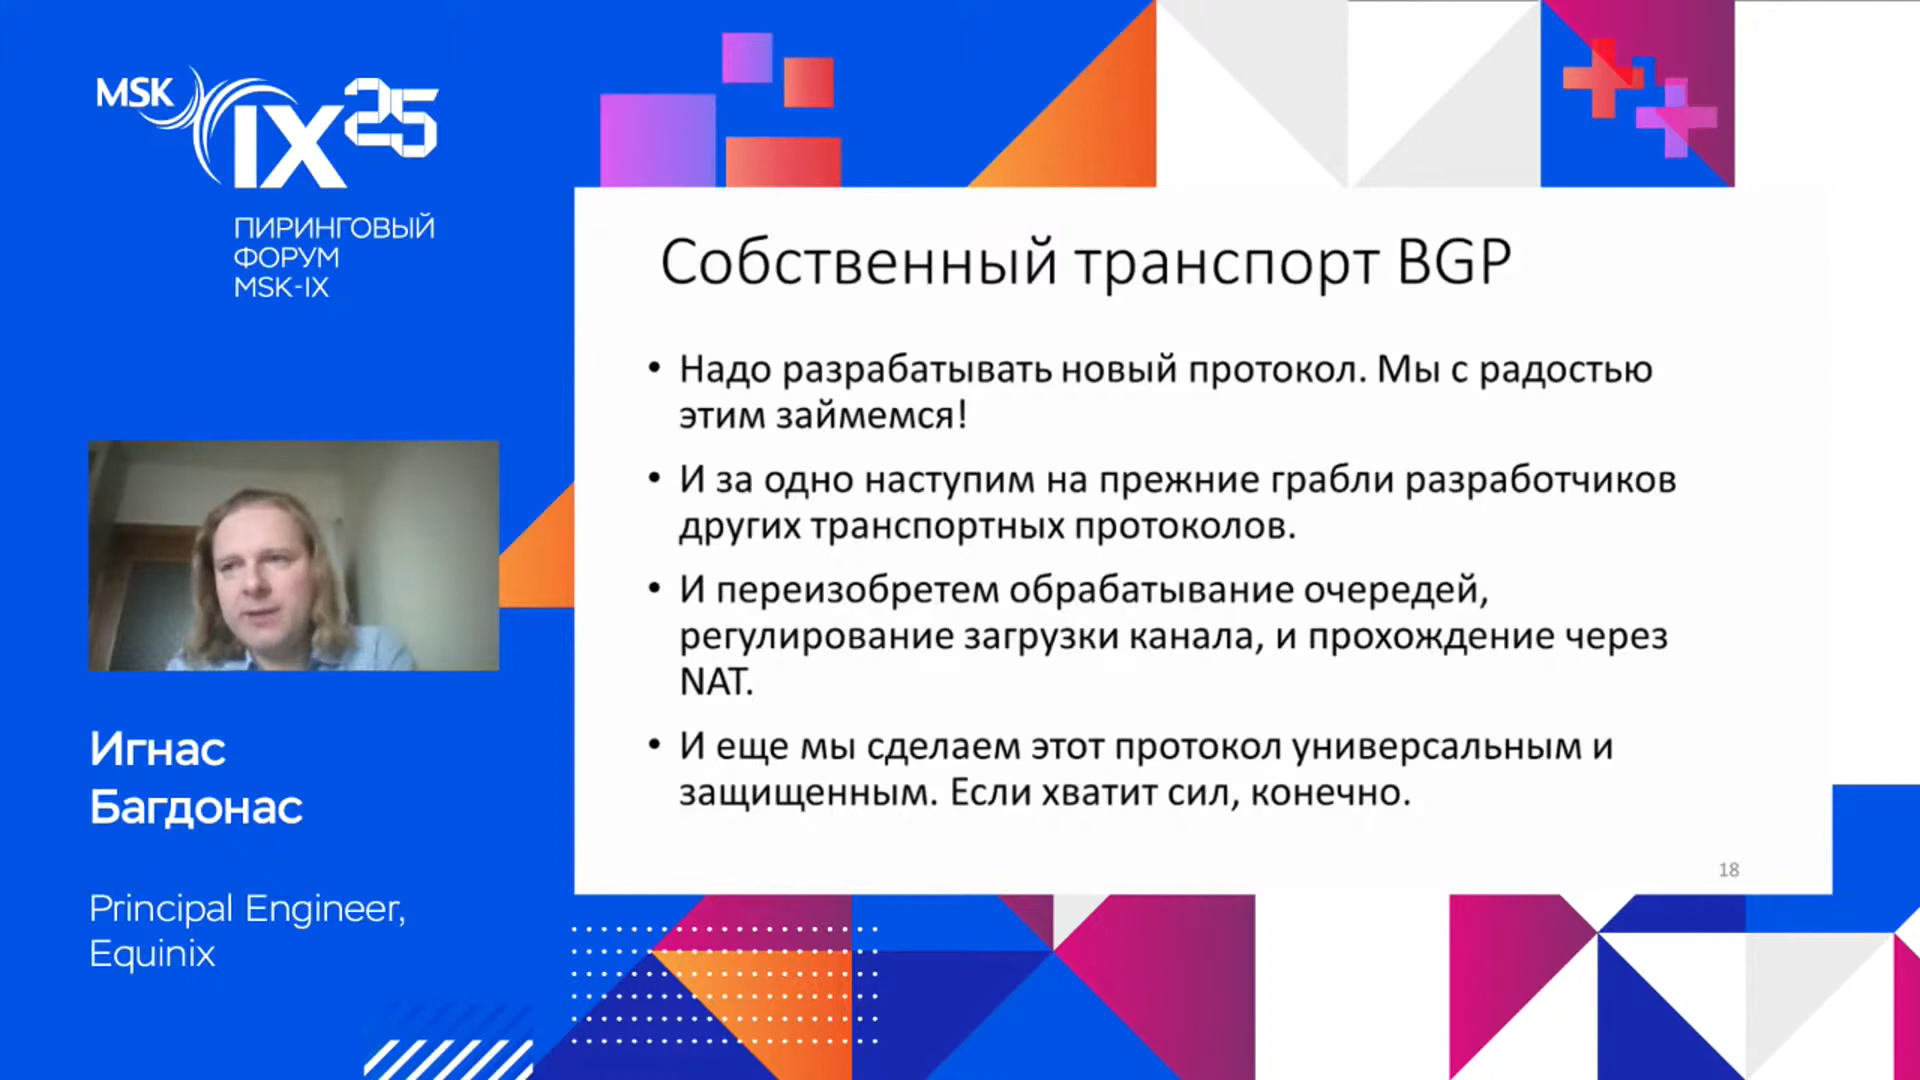 MSK
IX 25
ПИРИНГОВЫЙ
ФОРУМ
MSK-IX
Игнас
Багдонас
Principal Engineer,
Equinix
Собственный транспорт BGP
• Надо разрабатывать новый протокол. Мы с радостью
этим займемся!
• И за одно наступим на прежние грабли разработчиков
других транспортных протоколов.
• И переизобретем обрабатывание очередей,
регулирование загрузки канала, и прохождение через
NAT.
• И еще мы сделаем этот протокол универсальным и
защищенным. Если хватит сил, конечно.
18